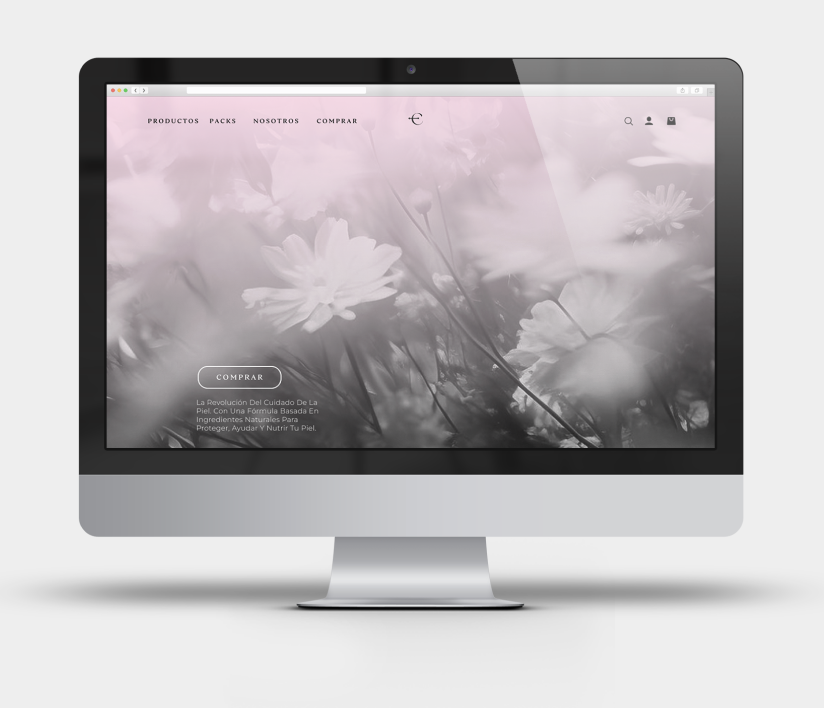 PRODUCTOS PACKS NOSOTROS COMPRAR
COMPRAR
La Revolución Del Cuidado De La
Piel. Con Una Fórmula Basada En
Ingredientes Naturales Para
Proteger, Ayudar Y Nutrir Tu Piel.